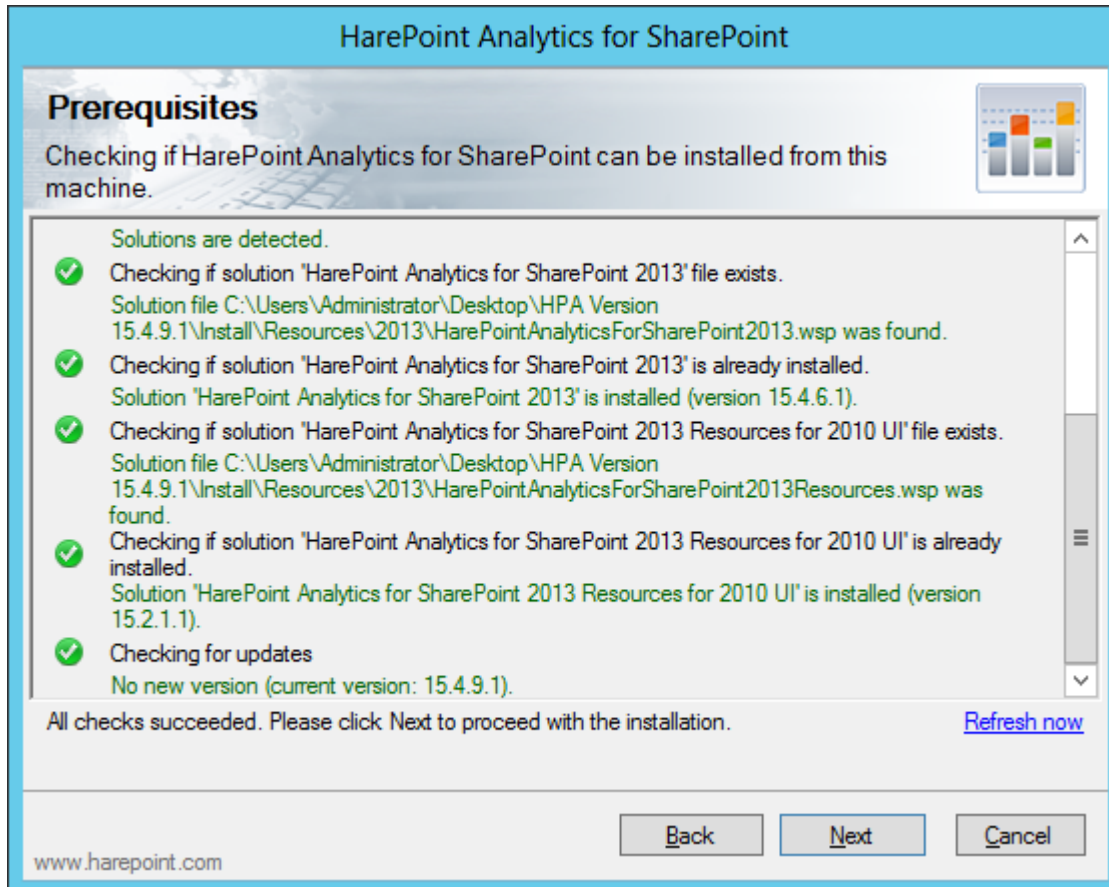 HarePoint Analytics for SharePoint
Prerequisites
Checking if HarePoint Analytics for SharePoint can be installed from this
machine.
Solutions are detected.
Checking if solution 'HarePoint Analytics for SharePoint 2013' file exists.
Solution file C:\Users\Administrator\Desktop\HPA Version
15.4.9.1\Install\Resources\2013\HarePointAnalyticsForSharePoint2013.wsp was found.
Checking if solution 'HarePoint Analytics for SharePoint 2013' is already installed.
Solution 'HarePoint Analytics for SharePoint 2013' is installed (version 15.4.6.1).
Checking if solution 'HarePoint Analytics for SharePoint 2013 Resources for 2010 UI' file exists.
Solution file C:\Users\Administrator\Desktop\HPA Version
15.4.9.1\Install\Resources\2013\HarePointAnalyticsForSharePoint2013Resources.wsp was
found.
Checking if solution 'HarePoint Analytics for SharePoint 2013 Resources for 2010 UI' is already
installed.
Solution 'HarePoint Analytics for SharePoint 2013 Resources for 2010 UI' is installed (version
15.2.1.1).
Checking for updates
No new version (current version: 15.4.9.1).
All checks succeeded. Please click Next to proceed with the installation.
Refresh now
Back
Next
Cancel
www.harepoint.com